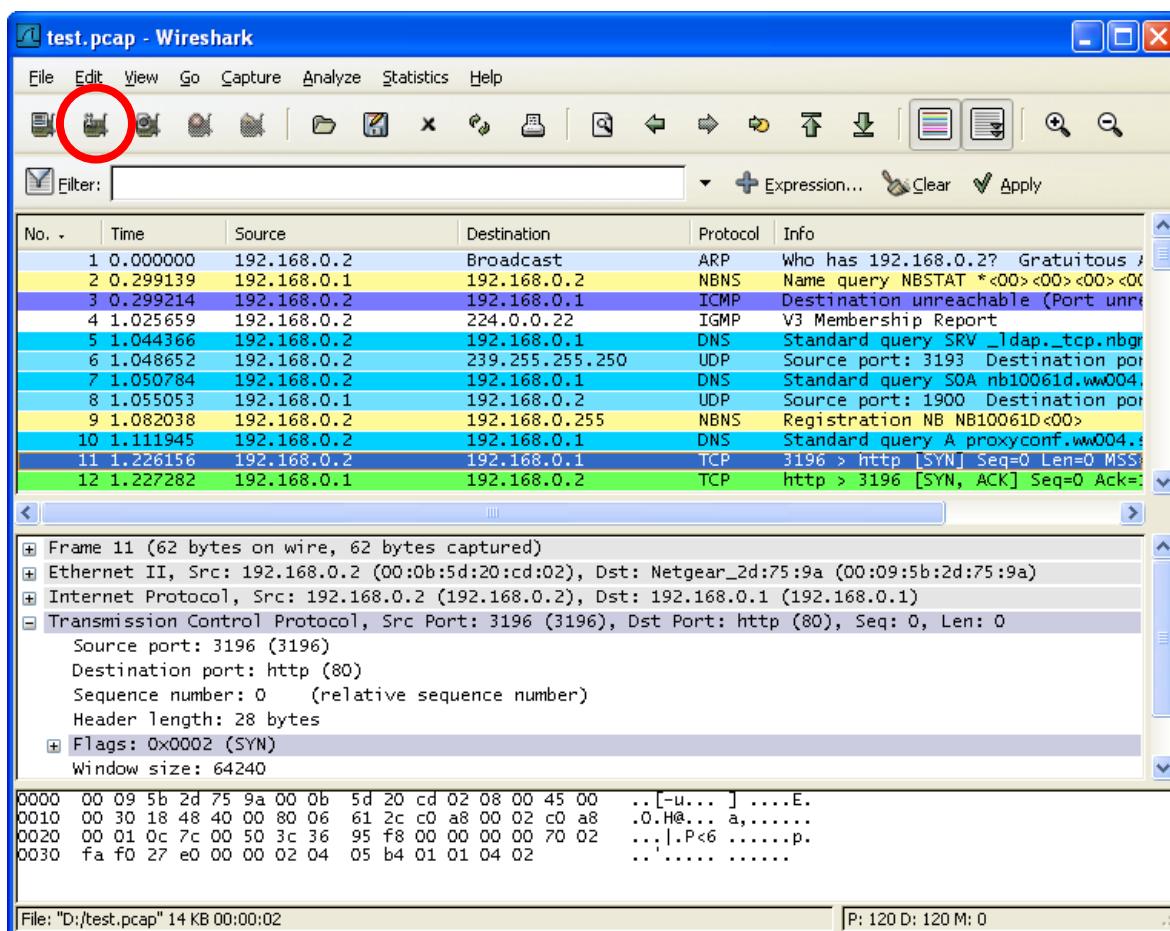 test.pcap - Wireshark
File Edit View Go Capture Analyze Statistics Help
Filter: Expression... Clear Apply
No. Time Source Destination Protocol Info
1 0.000000 192.168.0.2 Broadcast ARP Who has 192.168.0.2? Gratuitous
2 0.299139 192.168.0.1 192.168.0.2 NBNS Name query NBSTAT *<00><00><00><00
3 0.299214 192.168.0.2 192.168.0.1 ICMP Destination unreachable (Port unre
4 1.025659 192.168.0.2 224.0.0.22 IGMP V3 Membership Report
5 1.044366 192.168.0.2 192.168.0.1 DNS Standard query SRV _ldap._tcp.nbgr
6 1.048652 192.168.0.2 239.255.255.250 UDP Source port: 3193 Destination por
7 1.050784 192.168.0.2 192.168.0.1 DNS Standard query SOA nb10061d.ww004.
8 1.055053 192.168.0.1 192.168.0.2 UDP Source port: 1900 Destination por
9 1.082038 192.168.0.2 192.168.0.255 NBNS Registration NB NB10061D<00>
10 1.111945 192.168.0.2 192.168.0.1 DNS Standard query A proxyconf.ww004.s
11 1.226156 192.168.0.2 192.168.0.1 TCP 3196 > http [SYN] Seq=0 Len=0 MSS=
12 1.227282 192.168.0.1 192.168.0.2 TCP http > 3196 [SYN, ACK] Seq=0 Ack=1
Frame 11 (62 bytes on wire, 62 bytes captured)
Ethernet II, Src: 192.168.0.2 (00:0b:5d:20:cd:02), Dst: Netgear_2d:75:9a (00:09:5b:2d:75:9a)
Internet Protocol, Src: 192.168.0.2 (192.168.0.2), Dst: 192.168.0.1 (192.168.0.1)
Transmission Control Protocol, Src Port: 3196 (3196), Dst Port: http (80), Seq: 0, Len: 0
Source port: 3196 (3196)
Destination port: http (80)
Sequence number: 0 (relative sequence number)
Header length: 28 bytes
Flags: 0x0002 (SYN)
Window size: 64240
0000 00 09 5b 2d 75 9a 00 0b 5d 20 cd 02 08 00 45 00 ..[-u... ] ....E.
0010 00 30 18 48 40 00 80 06 61 2c c0 a8 00 02 c0 a8 .0.H@... a,......
0020 00 01 0c 7c 00 50 3c 36 95 f8 00 00 00 00 70 02 ...|.P<6 ......p.
0030 fa f0 27 e0 00 00 02 04 05 b4 01 01 04 02 ..'..... ......
File: "D:/test.pcap" 14 KB 00:00:02 P: 120 D: 120 M: 0